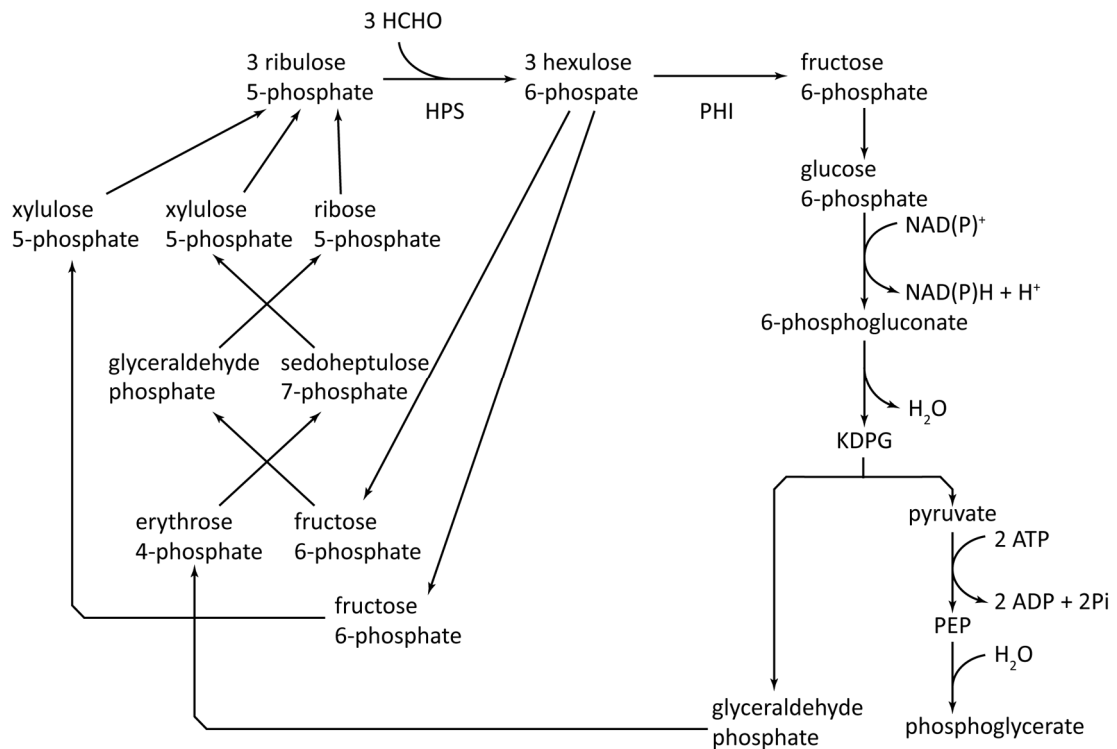 3 HCHO
3 ribulose
5-phosphate
HPS
3 hexulose
6-phospate
PHI
fructose
6-phosphate
glucose
6-phosphate
NAD(P)⁺
NAD(P)H + H⁺
6-phosphogluconate
H₂O
KDPG
xylulose
5-phosphate
xylulose
5-phosphate
ribose
5-phosphate
glyceraldehyde
phosphate
sedoheptulose
7-phosphate
erythrose
4-phosphate
fructose
6-phosphate
fructose
6-phosphate
pyruvate
2 ATP
2 ADP + 2Pi
PEP
H₂O
glyceraldehyde
phosphate
phosphoglycerate